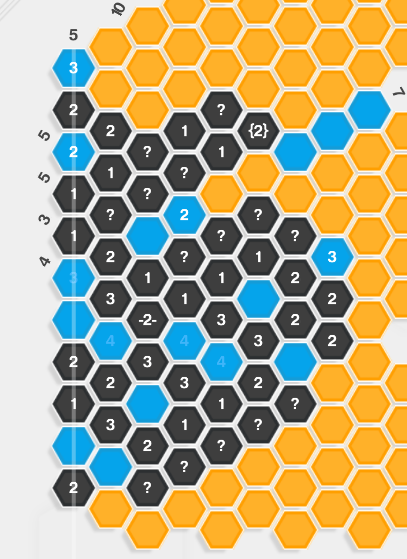 10
5
3
7
2 ?
5 2 1 {2}
2 ? 1
5 1 ?
1 ?
3 ? 2 ?
1 ? ?
4 2 ? 1 3
3 1 1 2
3 1 2
-2- 3 2
4 4 3 2
2 3 4
2 3 2
1 1 ?
3 1 ?
2 ?
?
2 ?